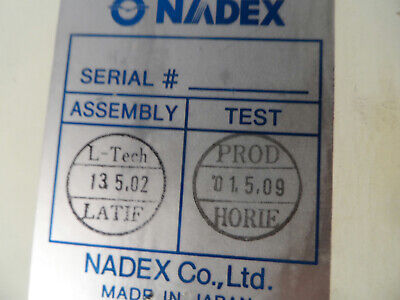 NADEX
SERIAL #
ASSEMBLY TEST
L-Tech PROD
13.5.02 '01.5.09
LATIF HORIE
NADEX Co.,Ltd.
MADE IN JAPAN